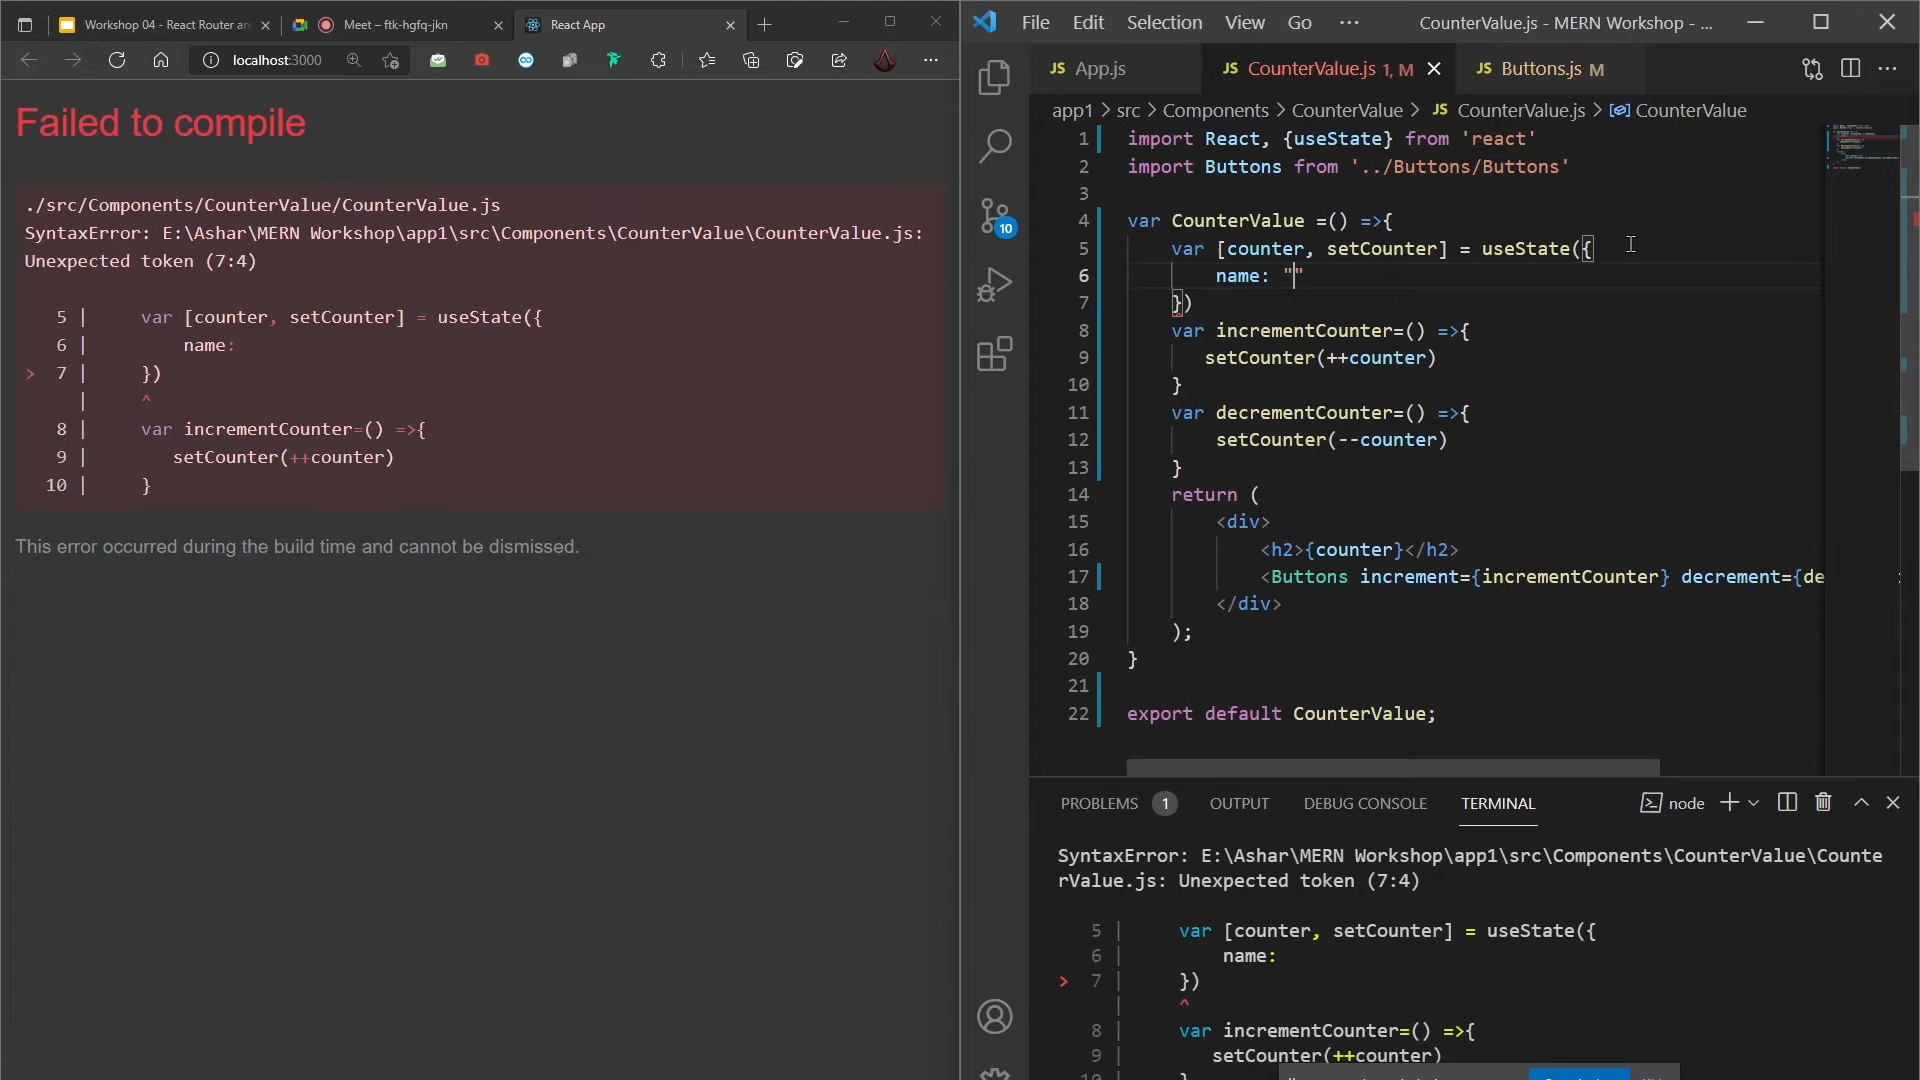 Workshop 04 - React Router an
Meet – ftk-hgfq-jkn
React App
localhost:3000
Failed to compile
./src/Components/CounterValue/CounterValue.js
SyntaxError: E:\Ashar\MERN Workshop\app1\src\Components\CounterValue\CounterValue.js:
Unexpected token (7:4)
5 |     var [counter, setCounter] = useState({
6 |         name:
> 7 |     })
|     ^
8 |     var incrementCounter=() =>{
9 |        setCounter(++counter)
10 |     }
This error occurred during the build time and cannot be dismissed.
File Edit Selection View Go ··· CounterValue.js - MERN Workshop - ...
JS App.js
JS CounterValue.js 1, M
JS Buttons.js M
app1 > src > Components > CounterValue > JS CounterValue.js > CounterValue
10
1 import React, {useState} from 'react'
2 import Buttons from '../Buttons/Buttons'
3
4 var CounterValue =() =>{
5     var [counter, setCounter] = useState({
6         name: ""
7     })
8     var incrementCounter=() =>{
9        setCounter(++counter)
10     }
11     var decrementCounter=() =>{
12         setCounter(--counter)
13     }
14     return (
15         <div>
16             <h2>{counter}</h2>
17             <Buttons increment={incrementCounter} decrement={de
18         </div>
19     );
20 }
21
22 export default CounterValue;
PROBLEMS 1 OUTPUT DEBUG CONSOLE TERMINAL node
SyntaxError: E:\Ashar\MERN Workshop\app1\src\Components\CounterValue\Counte
rValue.js: Unexpected token (7:4)
5 |     var [counter, setCounter] = useState({
6 |         name:
> 7 |     })
|     ^
8 |     var incrementCounter=() =>{
9 |        setCounter(++counter)